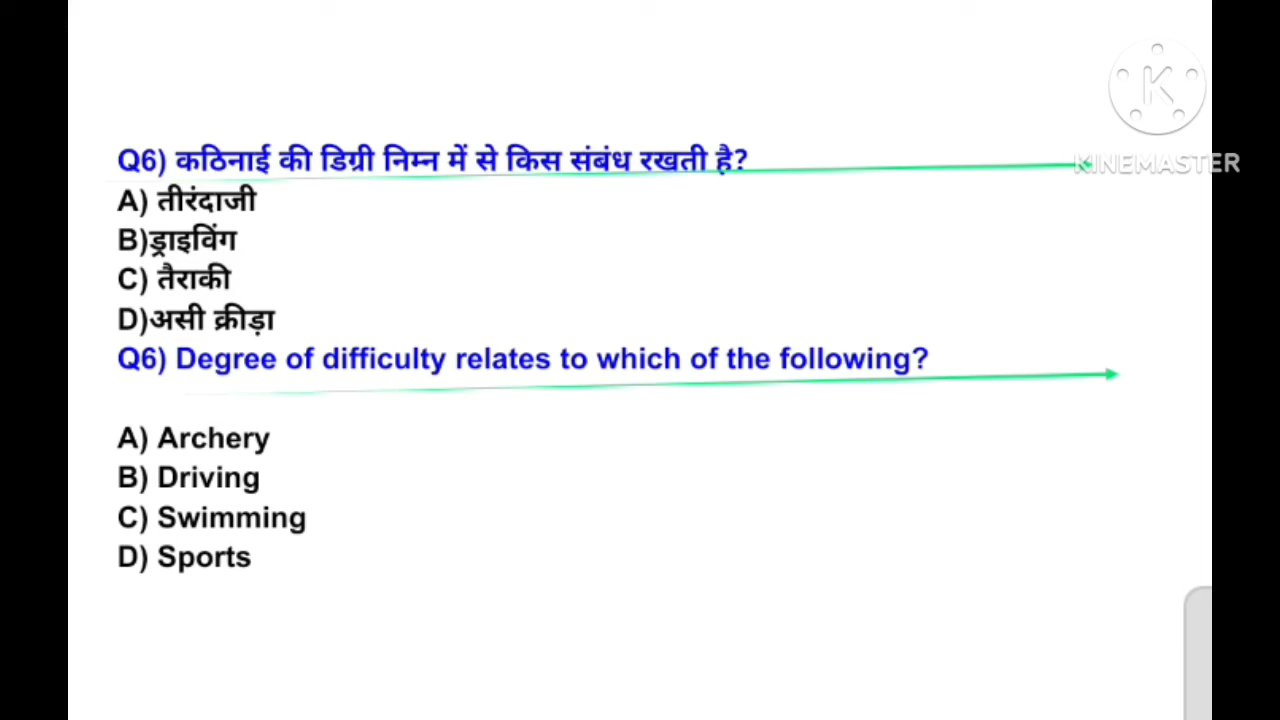 Q6) कठिनाई की डिग्री निम्न में से किस संबंध रखती है?
KINEMASTER
A) तीरंदाजी
B)ड्राइविंग
C) तैराकी
D)असी क्रीड़ा
Q6) Degree of difficulty relates to which of the following?
A) Archery
B) Driving
C) Swimming
D) Sports